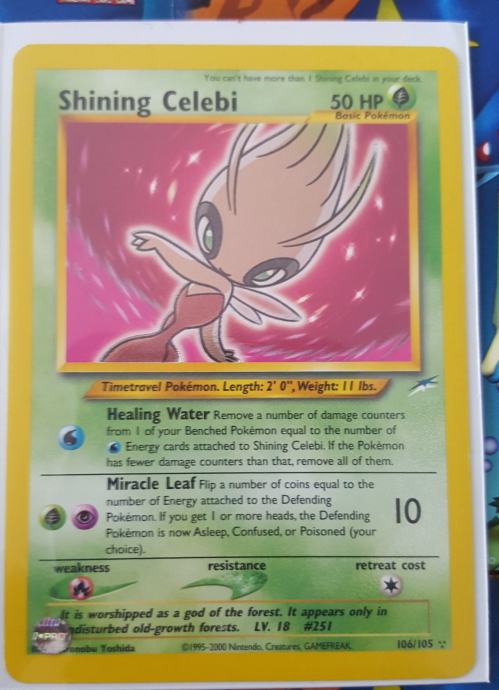 You can't have more than 1 Shining Celebi in your deck.
Shining Celebi
50 HP
Basic Pokémon
Timetravel Pokémon. Length: 2' 0", Weight: 11 lbs.
Healing Water Remove a number of damage counters
from 1 of your Benched Pokémon equal to the number of
Energy cards attached to Shining Celebi. If the Pokémon
has fewer damage counters than that, remove all of them.
Miracle Leaf Flip a number of coins equal to the
number of Energy attached to the Defending
Pokémon. If you get 1 or more heads, the Defending
Pokémon is now Asleep, Confused, or Poisoned (your
choice).
10
weakness
resistance
retreat cost
It is worshipped as a god of the forest. It appears only in
ndisturbed old-growth forests. LV. 18 #251
PRO
ronobu Yoshida
©1995-2000 Nintendo, Creatures, GAMEFREAK.
106/105